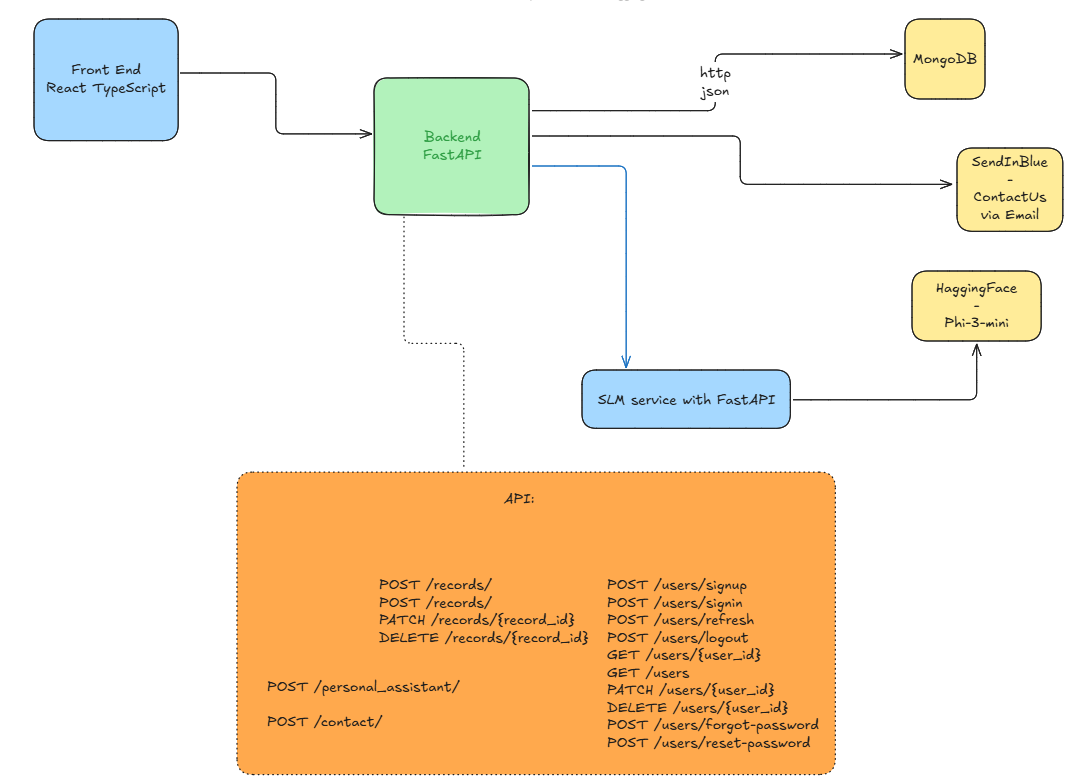 Front End
React TypeScript
Backend
FastAPI
http
json
MongoDB
SendInBlue
-
ContactUs
via Email
HaggingFace
-
Phi-3-mini
SLM service with FastAPI
API:
POST /records/
POST /records/
PATCH /records/{record_id}
DELETE /records/{record_id}
POST /personal_assistant/
POST /contact/
POST /users/signup
POST /users/signin
POST /users/refresh
POST /users/logout
GET /users/{user_id}
GET /users
PATCH /users/{user_id}
DELETE /users/{user_id}
POST /users/forgot-password
POST /users/reset-password